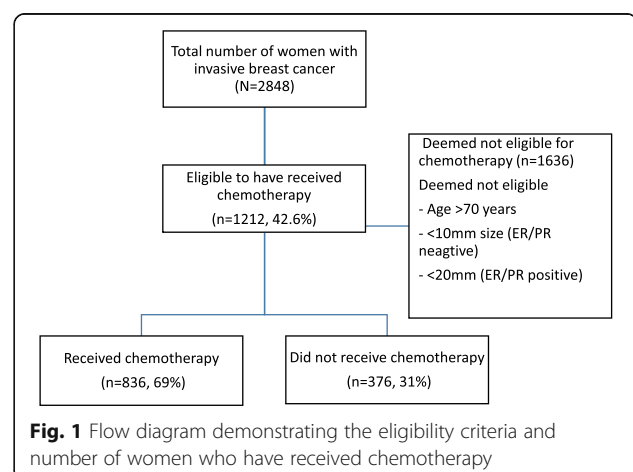 Total number of women with
invasive breast cancer
(N=2848)
Eligible to have received
chemotherapy
(n=1212, 42.6%)
Deemed not eligible for
chemotherapy (n=1636)
Deemed not eligible
- Age >70 years
- <10mm size (ER/PR
neagtive)
- <20mm (ER/PR positive)
Received chemotherapy
(n=836, 69%)
Did not receive chemotherapy
(n=376, 31%)
Fig. 1 Flow diagram demonstrating the eligibility criteria and
number of women who have received chemotherapy